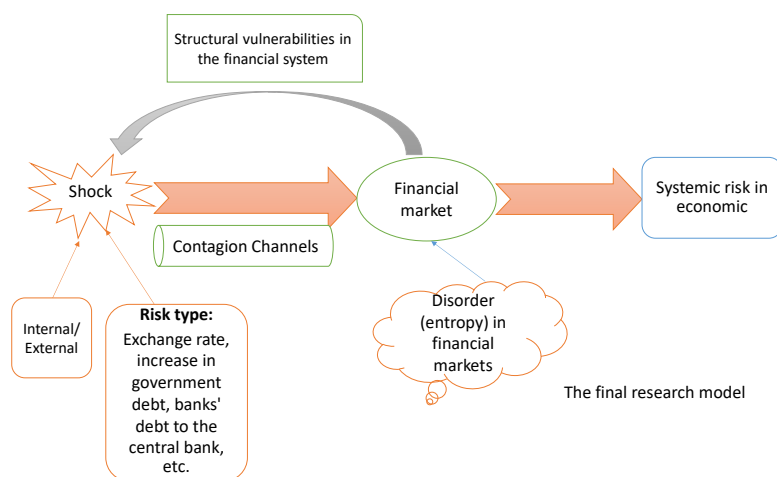 Structural vulnerabilities in
the financial system
Shock
Financial
market
Systemic risk in
economic
Contagion Channels
Internal/
External
Risk type:
Exchange rate,
increase in
government
debt, banks'
debt to the
central bank,
etc.
Disorder
(entropy) in
financial
markets
The final research model